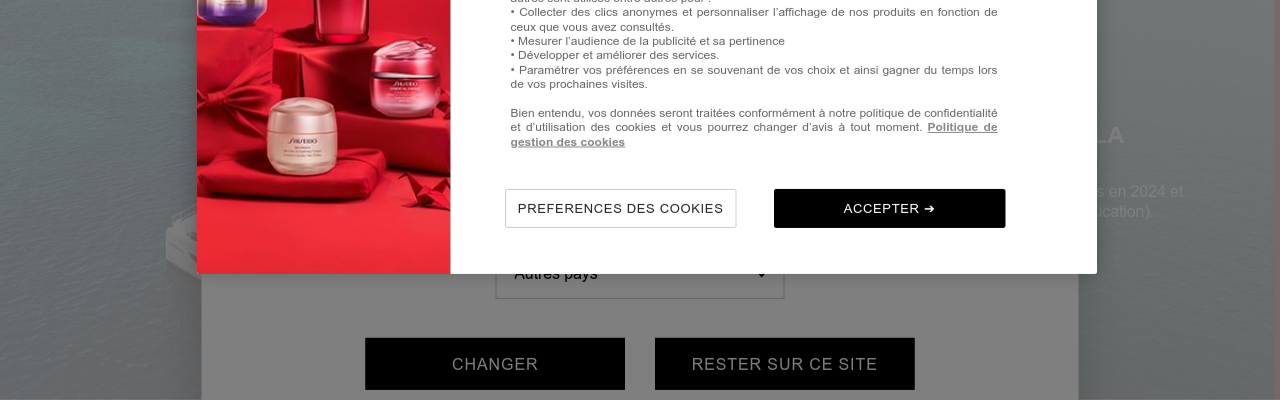 • Collecter des clics anonymes et personnaliser l’affichage de nos produits en fonction de
ceux que vous avez consultés.
• Mesurer l’audience de la publicité et sa pertinence
• Développer et améliorer des services.
• Paramétrer vos préférences en se souvenant de vos choix et ainsi gagner du temps lors
de vos prochaines visites.
Bien entendu, vos données seront traitées conformément à notre politique de confidentialité
et d’utilisation des cookies et vous pourrez changer d’avis à tout moment. Politique de
gestion des cookies
SHISEIDO
SHISEIDO
LA
en 2024 et
PREFERENCES DES COOKIES
ACCEPTER ➔
Autres pays
CHANGER
RESTER SUR CE SITE